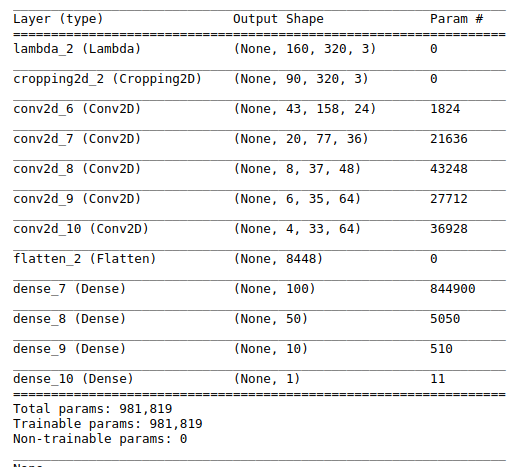 Layer (type) Output Shape Param #
=================================================================
lambda_2 (Lambda) (None, 160, 320, 3) 0
cropping2d_2 (Cropping2D) (None, 90, 320, 3) 0
conv2d_6 (Conv2D) (None, 43, 158, 24) 1824
conv2d_7 (Conv2D) (None, 20, 77, 36) 21636
conv2d_8 (Conv2D) (None, 8, 37, 48) 43248
conv2d_9 (Conv2D) (None, 6, 35, 64) 27712
conv2d_10 (Conv2D) (None, 4, 33, 64) 36928
flatten_2 (Flatten) (None, 8448) 0
dense_7 (Dense) (None, 100) 844900
dense_8 (Dense) (None, 50) 5050
dense_9 (Dense) (None, 10) 510
dense_10 (Dense) (None, 1) 11
=================================================================
Total params: 981,819
Trainable params: 981,819
Non-trainable params: 0
None